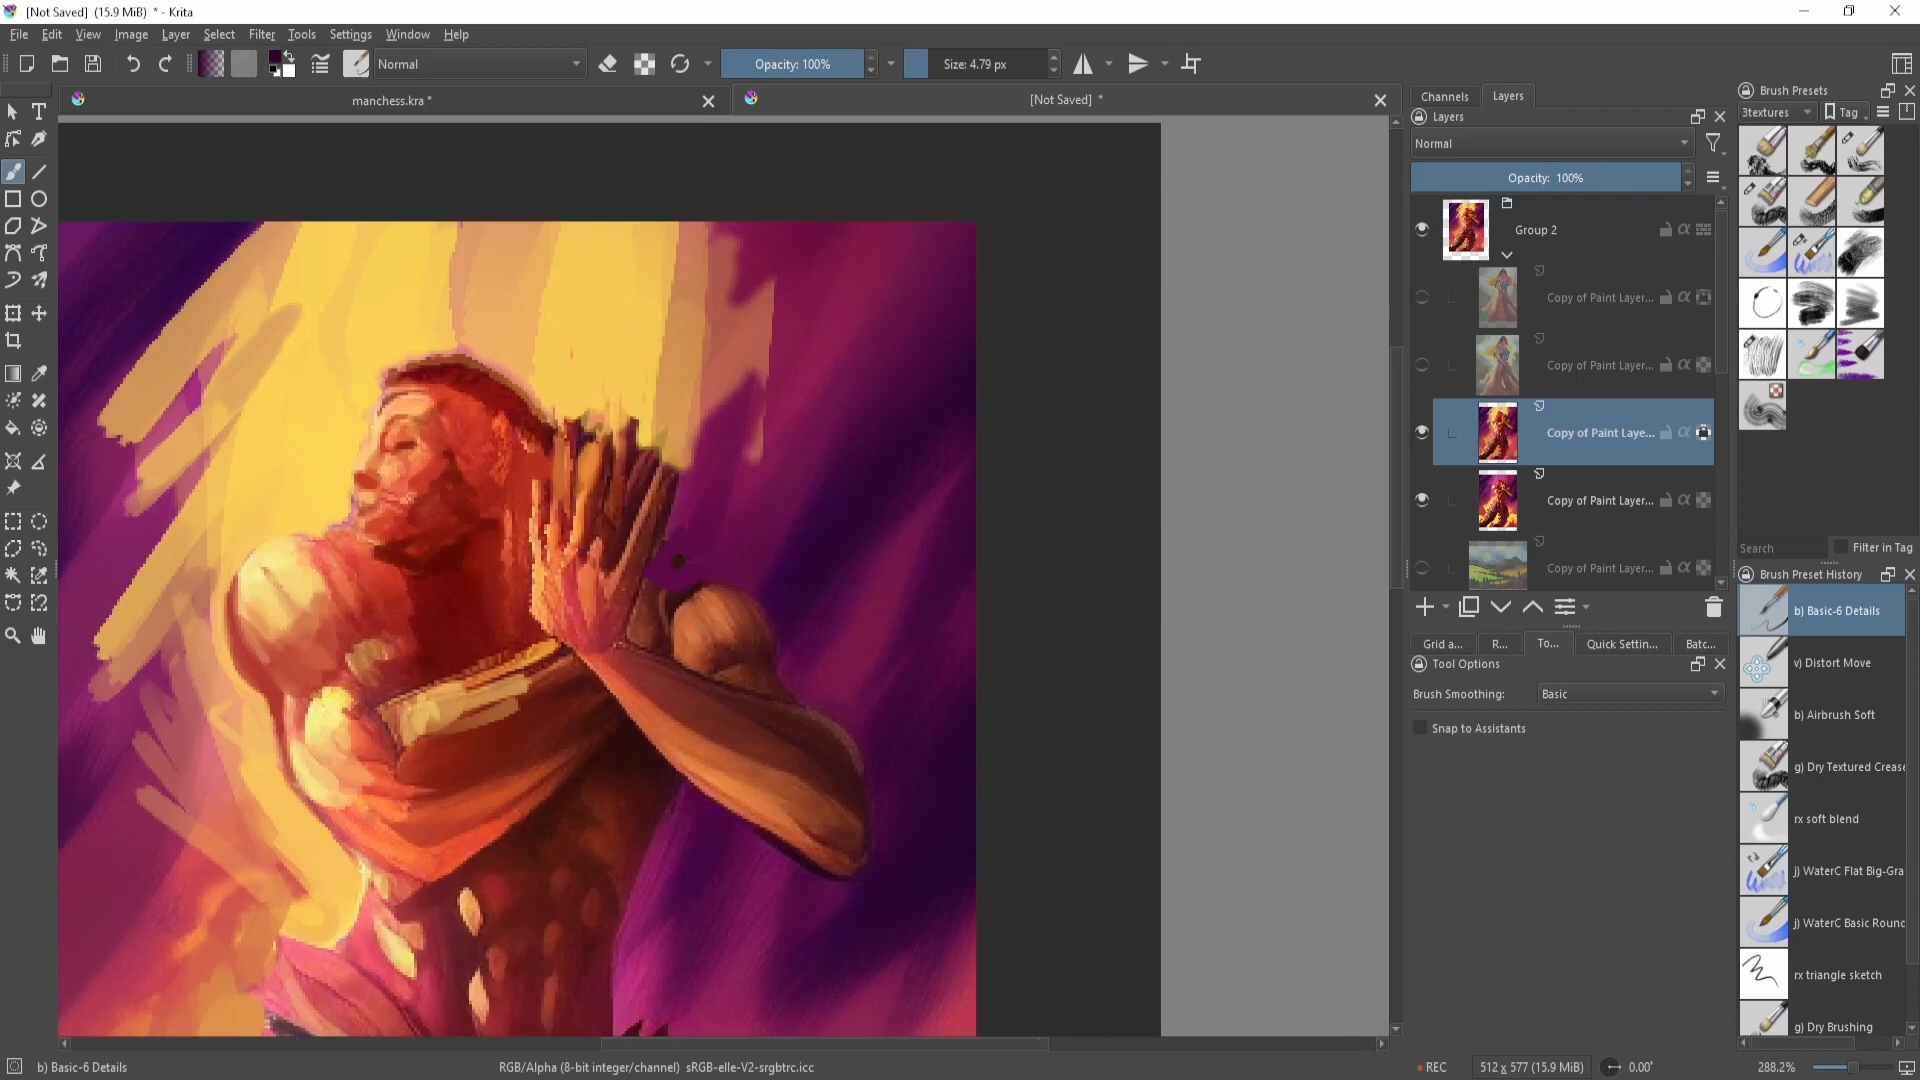 [Not Saved]  (15.9 MiB)  * - Krita
File Edit View Image Layer Select Filter Tools Settings Window Help
Normal
Opacity: 100%
Size: 4.79 px
manchess.kra *
[Not Saved]  *
Channels
Layers
Layers
Normal
Opacity:  100%
Group 2
Copy of Paint Layer...
Copy of Paint Layer...
Copy of Paint Laye...
Copy of Paint Layer...
Copy of Paint Layer...
Grid a... R... To... Quick Settin... Batc...
Tool Options
Brush Smoothing: Basic
Snap to Assistants
Brush Presets
3textures
Tag
Search
Filter in Tag
Brush Preset History
b) Basic-6 Details
v) Distort Move
b) Airbrush Soft
g) Dry Textured Crease
rx soft blend
j) WaterC Flat Big-Gra
j) WaterC Basic Round
rx triangle sketch
g) Dry Brushing
b) Basic-6 Details
RGB/Alpha (8-bit integer/channel)  sRGB-elle-V2-srgbtrc.icc
REC
512 x 577 (15.9 MiB)
0.00°
288.2%